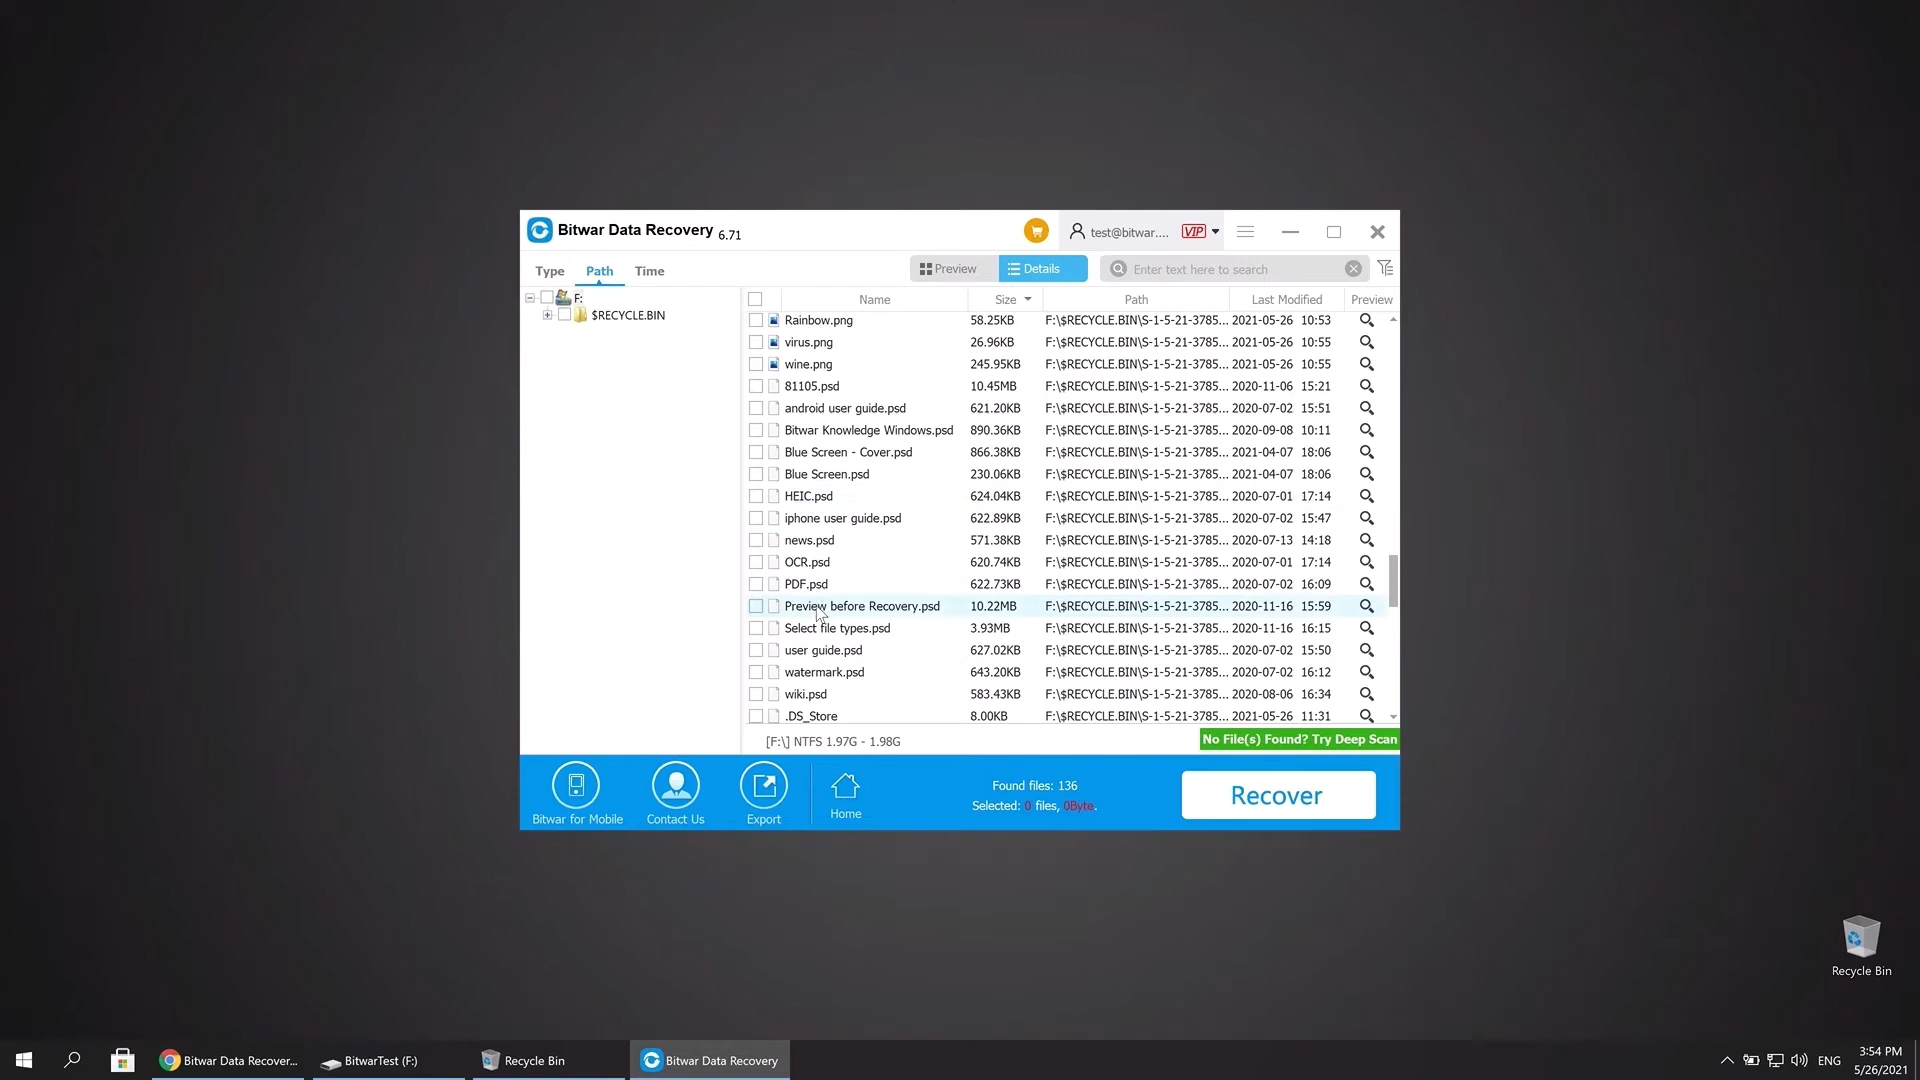 Bitwar Data Recovery 6.71
test@bitwar.... VIP
Type Path Time
Preview Details Enter text here to search
F:
$RECYCLE.BIN
Name Size Path Last Modified Preview
Rainbow.png 58.25KB F:\$RECYCLE.BIN\S-1-5-21-3785... 2021-05-26 10:53
virus.png 26.96KB F:\$RECYCLE.BIN\S-1-5-21-3785... 2021-05-26 10:55
wine.png 245.95KB F:\$RECYCLE.BIN\S-1-5-21-3785... 2021-05-26 10:55
81105.psd 10.45MB F:\$RECYCLE.BIN\S-1-5-21-3785... 2020-11-06 15:21
android user guide.psd 621.20KB F:\$RECYCLE.BIN\S-1-5-21-3785... 2020-07-02 15:51
Bitwar Knowledge Windows.psd 890.36KB F:\$RECYCLE.BIN\S-1-5-21-3785... 2020-09-08 10:11
Blue Screen - Cover.psd 866.38KB F:\$RECYCLE.BIN\S-1-5-21-3785... 2021-04-07 18:06
Blue Screen.psd 230.06KB F:\$RECYCLE.BIN\S-1-5-21-3785... 2021-04-07 18:06
HEIC.psd 624.04KB F:\$RECYCLE.BIN\S-1-5-21-3785... 2020-07-01 17:14
iphone user guide.psd 622.89KB F:\$RECYCLE.BIN\S-1-5-21-3785... 2020-07-02 15:47
news.psd 571.38KB F:\$RECYCLE.BIN\S-1-5-21-3785... 2020-07-13 14:18
OCR.psd 620.74KB F:\$RECYCLE.BIN\S-1-5-21-3785... 2020-07-01 17:14
PDF.psd 622.73KB F:\$RECYCLE.BIN\S-1-5-21-3785... 2020-07-02 16:09
Preview before Recovery.psd 10.22MB F:\$RECYCLE.BIN\S-1-5-21-3785... 2020-11-16 15:59
Select file types.psd 3.93MB F:\$RECYCLE.BIN\S-1-5-21-3785... 2020-11-16 16:15
user guide.psd 627.02KB F:\$RECYCLE.BIN\S-1-5-21-3785... 2020-07-02 15:50
watermark.psd 643.20KB F:\$RECYCLE.BIN\S-1-5-21-3785... 2020-07-02 16:12
wiki.psd 583.43KB F:\$RECYCLE.BIN\S-1-5-21-3785... 2020-08-06 16:34
.DS_Store 8.00KB F:\$RECYCLE.BIN\S-1-5-21-3785... 2021-05-26 11:31
[F:\] NTFS 1.97G - 1.98G No File(s) Found? Try Deep Scan
Bitwar for Mobile Contact Us Export Home
Found files: 136
Selected: 0 files, 0Byte.
Recover
Recycle Bin
Bitwar Data Recover... BitwarTest (F:) Recycle Bin Bitwar Data Recovery ENG
3:54 PM
5/26/2021